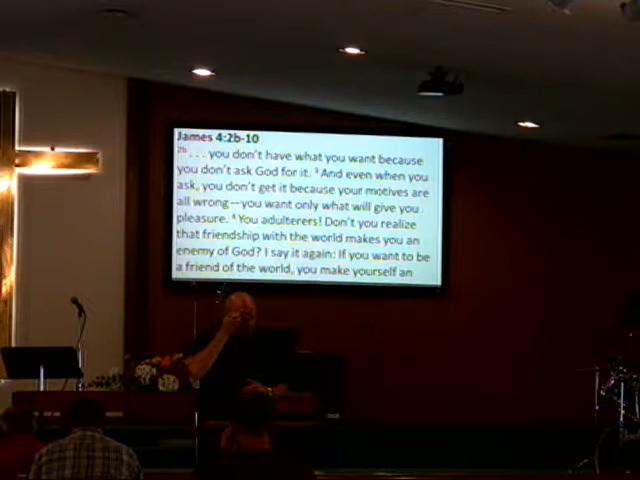 James 4:2b-10
2b . . . you don't have what you want because
you don't ask God for it. 3 And even when you
ask, you don't get it because your motives are
all wrong—you want only what will give you
pleasure. 4 You adulterers! Don't you realize
that friendship with the world makes you an
enemy of God? I say it again: If you want to be
a friend of the world, you make yourself an